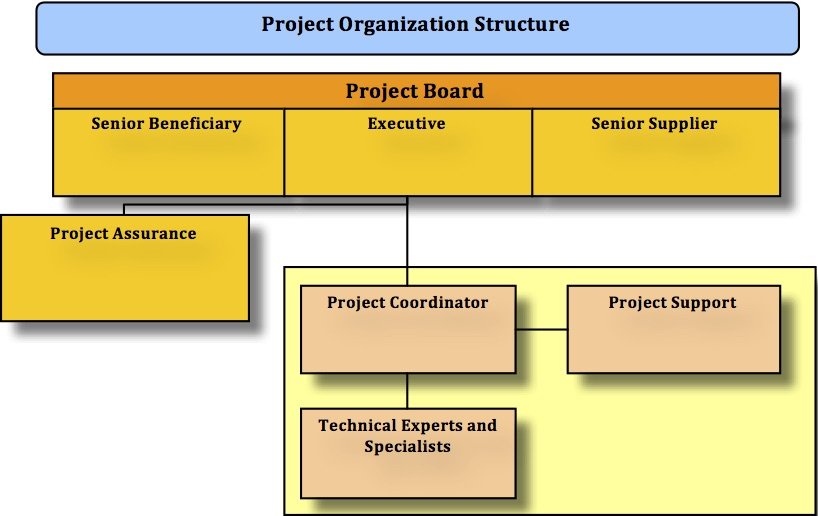 Project Organization Structure
Project Board
Senior Beneficiary
Executive
Senior Supplier
Project Assurance
Project Coordinator
Project Support
Technical Experts and
Specialists